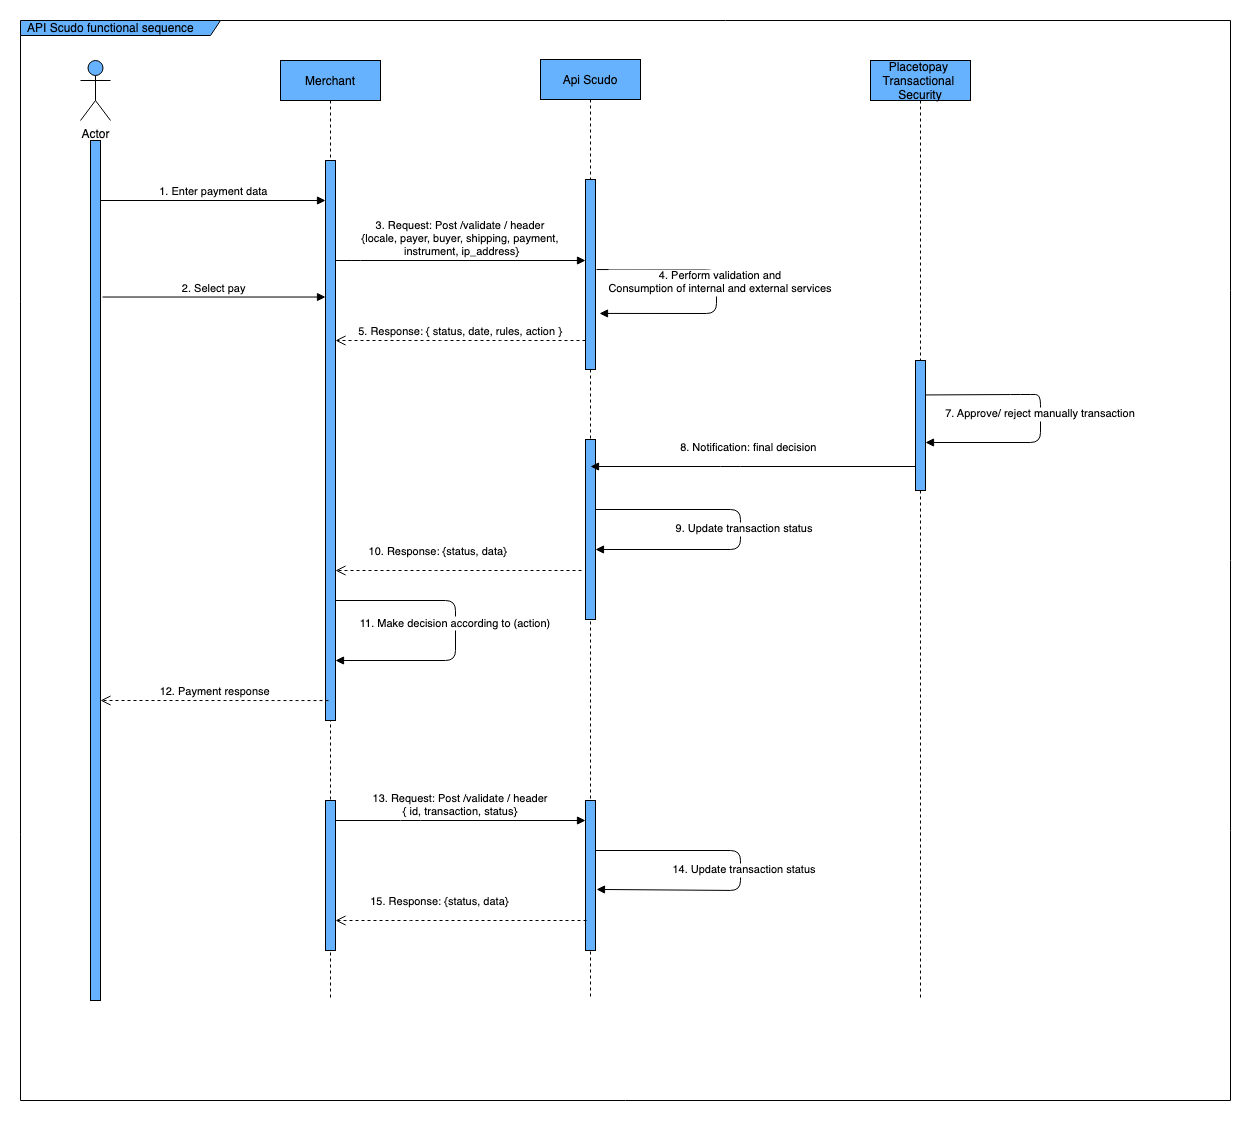 API Scudo functional sequence
Actor
Merchant
Api Scudo
Placetopay
Transactional
Security
1. Enter payment data
3. Request: Post /validate / header
{locale, payer, buyer, shipping, payment,
instrument, ip_address}
4. Perform validation and
Consumption of internal and external services
2. Select pay
5. Response: { status, date, rules, action }
7. Approve/ reject manually transaction
8. Notification: final decision
9. Update transaction status
10. Response: {status, data}
11. Make decision according to (action)
12. Payment response
13. Request: Post /validate / header
{ id, transaction, status}
14. Update transaction status
15. Response: {status, data}